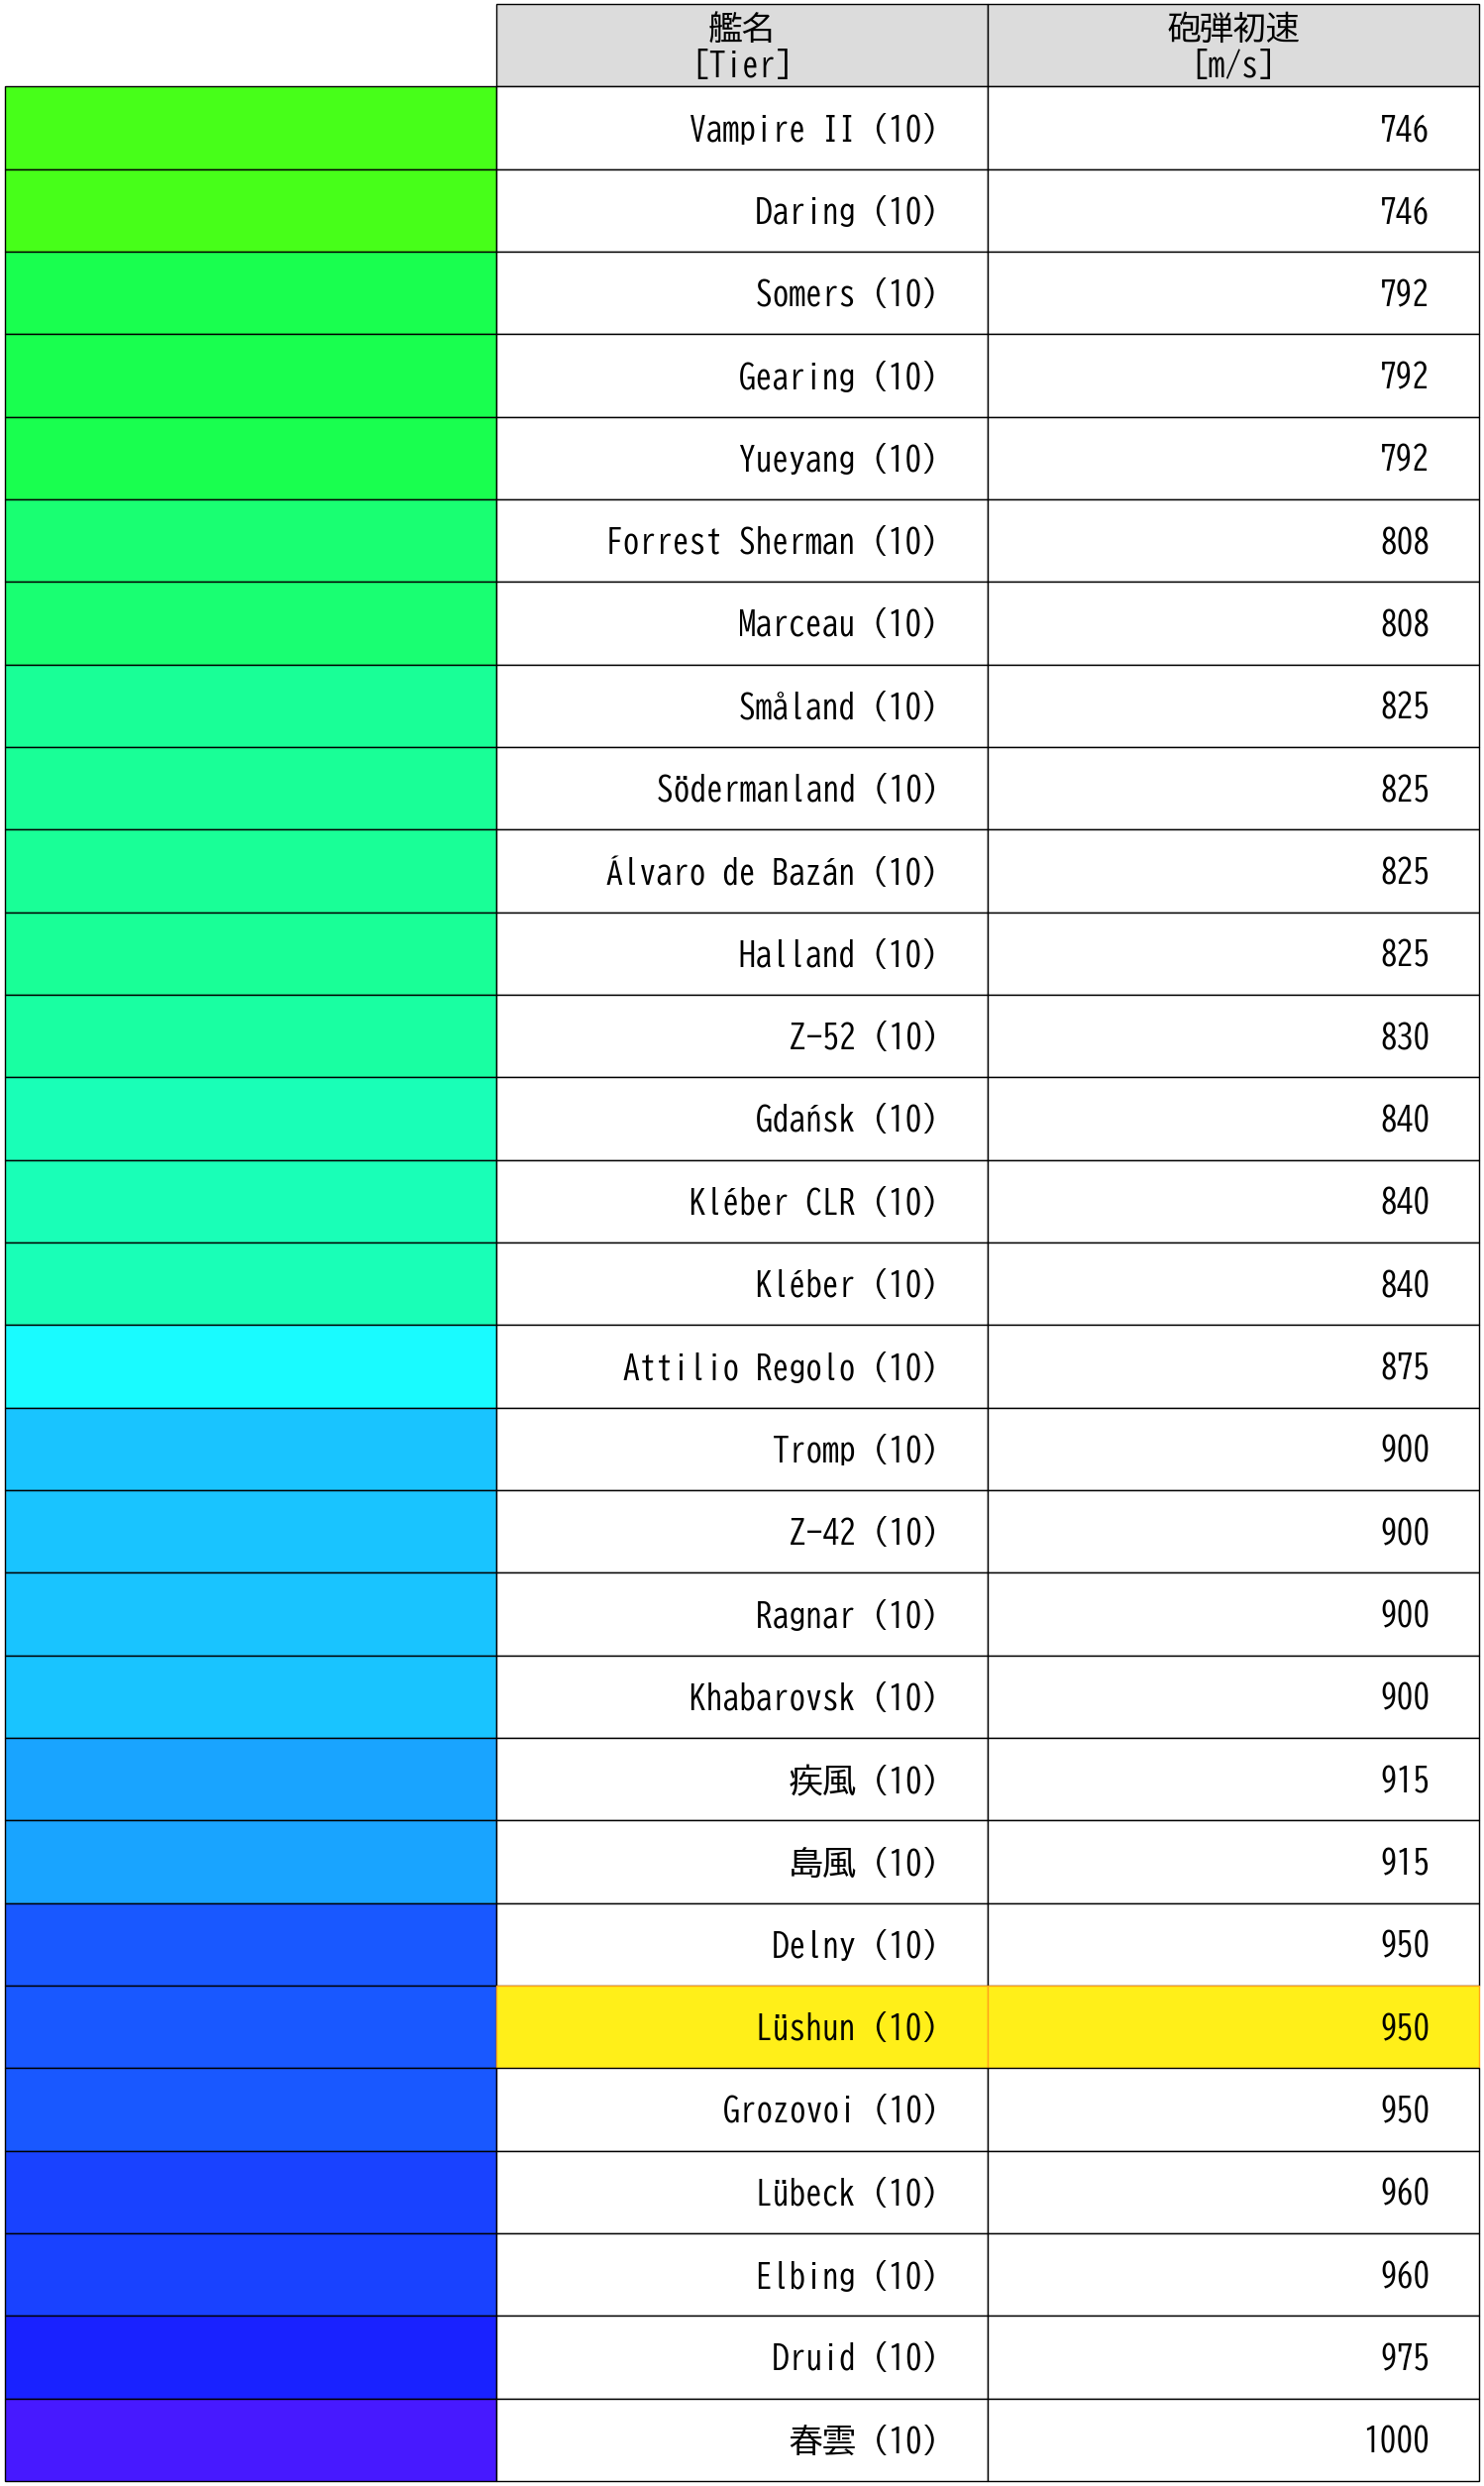 艦名 砲弾初速
[Tier] [m/s]
Vampire II (10) 746
Daring (10) 746
Somers (10) 792
Gearing (10) 792
Yueyang (10) 792
Forrest Sherman (10) 808
Marceau (10) 808
Småland (10) 825
Södermanland (10) 825
Álvaro de Bazán (10) 825
Halland (10) 825
Z-52 (10) 830
Gdańsk (10) 840
Kléber CLR (10) 840
Kléber (10) 840
Attilio Regolo (10) 875
Tromp (10) 900
Z-42 (10) 900
Ragnar (10) 900
Khabarovsk (10) 900
疾風 (10) 915
島風 (10) 915
Delny (10) 950
Lüshun (10) 950
Grozovoi (10) 950
Lübeck (10) 960
Elbing (10) 960
Druid (10) 975
春雲 (10) 1000